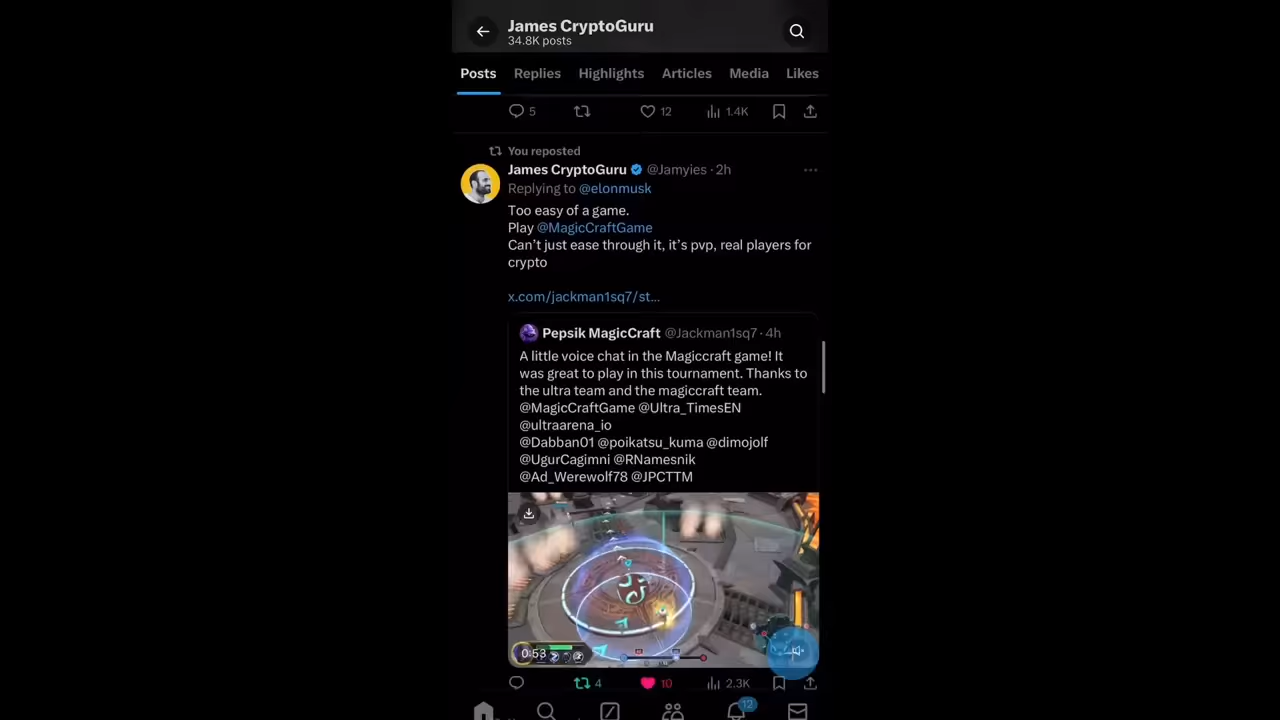 James CryptoGuru
34.8K posts
Posts Replies Highlights Articles Media Likes
5 12 1.4K
You reposted
James CryptoGuru @Jamyies · 2h
Replying to @elonmusk
Too easy of a game.
Play @MagicCraftGame
Can't just ease through it, it's pvp, real players for
crypto
x.com/jackman1sq7/st...
Pepsik MagicCraft @Jackman1sq7 · 4h
A little voice chat in the Magiccraft game! It
was great to play in this tournament. Thanks to
the ultra team and the magiccraft team.
@MagicCraftGame @Ultra_TimesEN
@ultraarena_io
@Dabban01 @poikatsu_kuma @dimojolf
@UgurCagimni @RNamesnik
@Ad_Werewolf78 @JPCTTM
0:53
4 10 2.3K
12